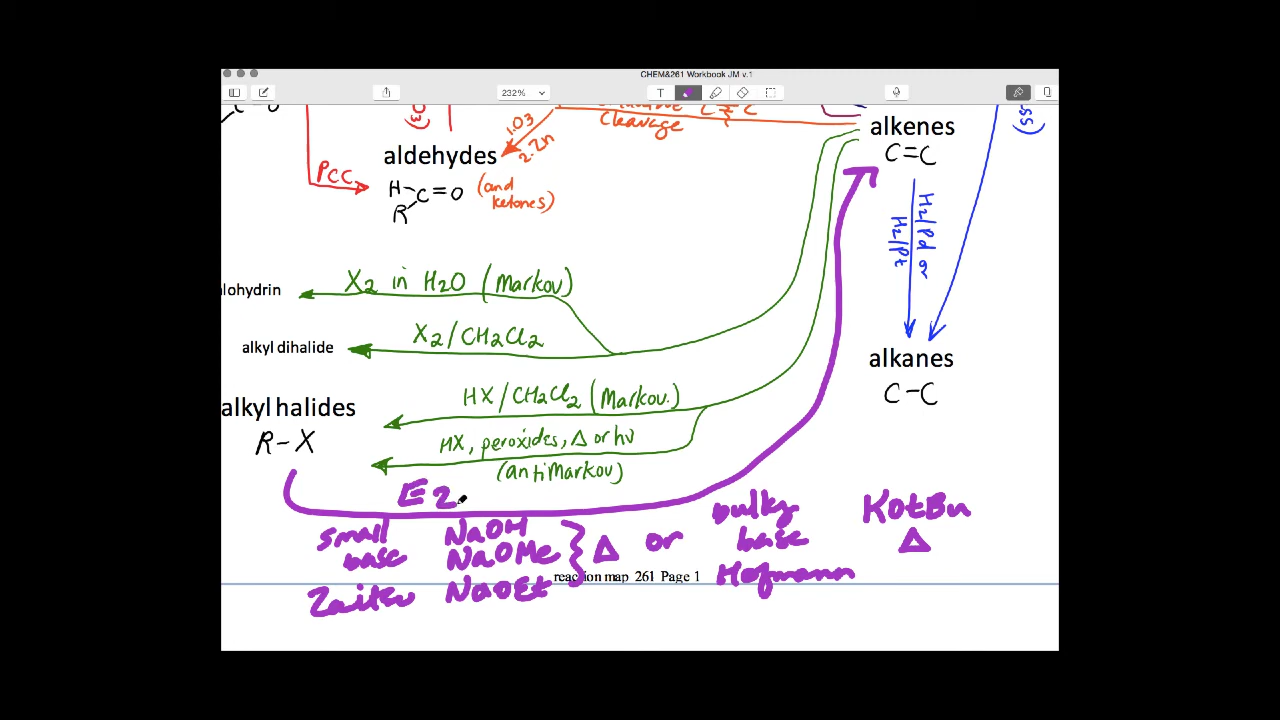 CHEM&261 Workbook JM v.1
232%
T
C=C
Cleavage
alkenes
C=C
1.03
2.Zn
aldehydes
PCC
H
C=O
R
(and
ketones)
H2/Pd or
H2/Pt
X2 in H2O (Markov)
lohydrin
X2/CH2Cl2
alkyl dihalide
alkanes
C-C
HX/CH2Cl2 (Markov.)
alkyl halides
R-X
HX, peroxides, Δ or hν
(antiMarkov)
E2
small
base
Zaitsev
NaOH
NaOMe
NaOEt
Δ or
bulky
base
Hofmann
KOtBu
Δ
reaction map 261 Page 1